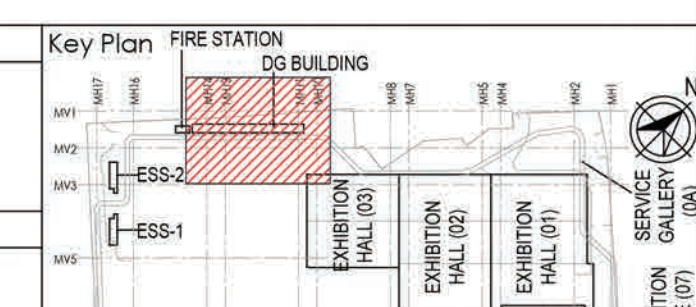 Key Plan
FIRE STATION
DG BUILDING
N
MH17
MH16
MH8
MH7
MH5
MH4
MH2
MH1
MV1
MV2
MV3
MV5
ESS-2
ESS-1
EXHIBITION
HALL (03)
EXHIBITION
HALL (02)
EXHIBITION
HALL (01)
SERVICE
GALLERY
(0A)